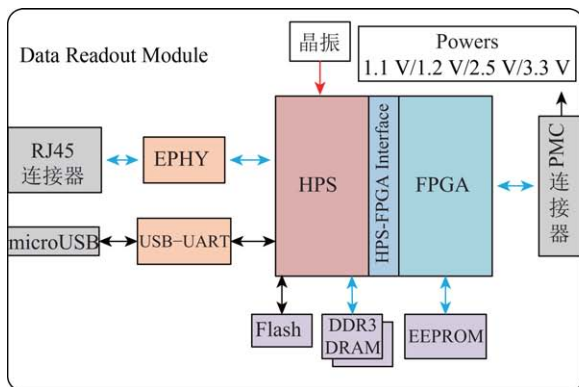 Data Readout Module
晶振
Powers
1.1 V/1.2 V/2.5 V/3.3 V
RJ45
连接器
EPHY
HPS
HPS-FPGA Interface
FPGA
PMC
连接器
microUSB
USB-UART
Flash
DDR3
DRAM
EEPROM